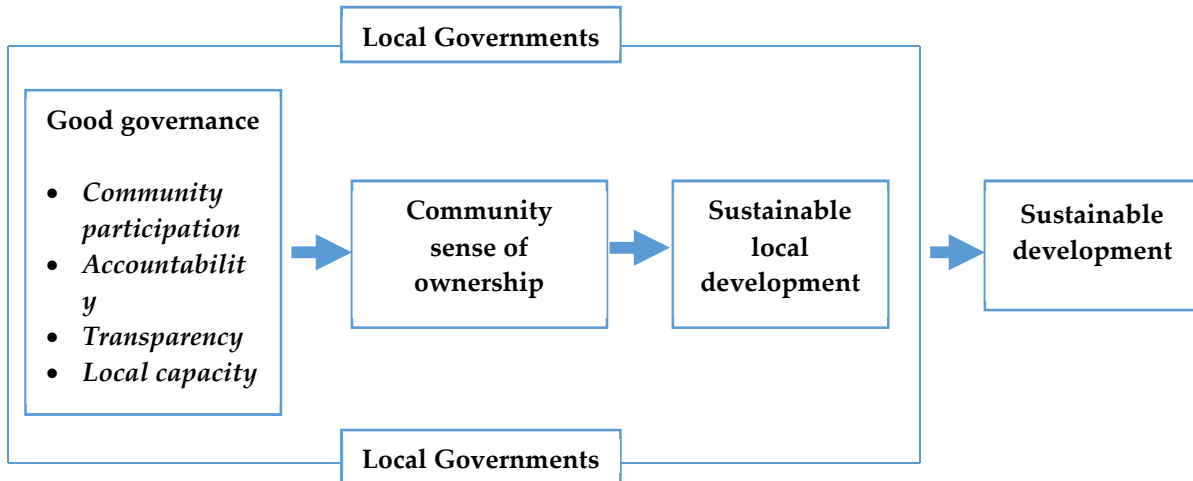 Local Governments
Good governance
• Community
participation
• Accountabilit
y
• Transparency
• Local capacity
Community
sense of
ownership
Sustainable
local
development
Sustainable
development
Local Governments